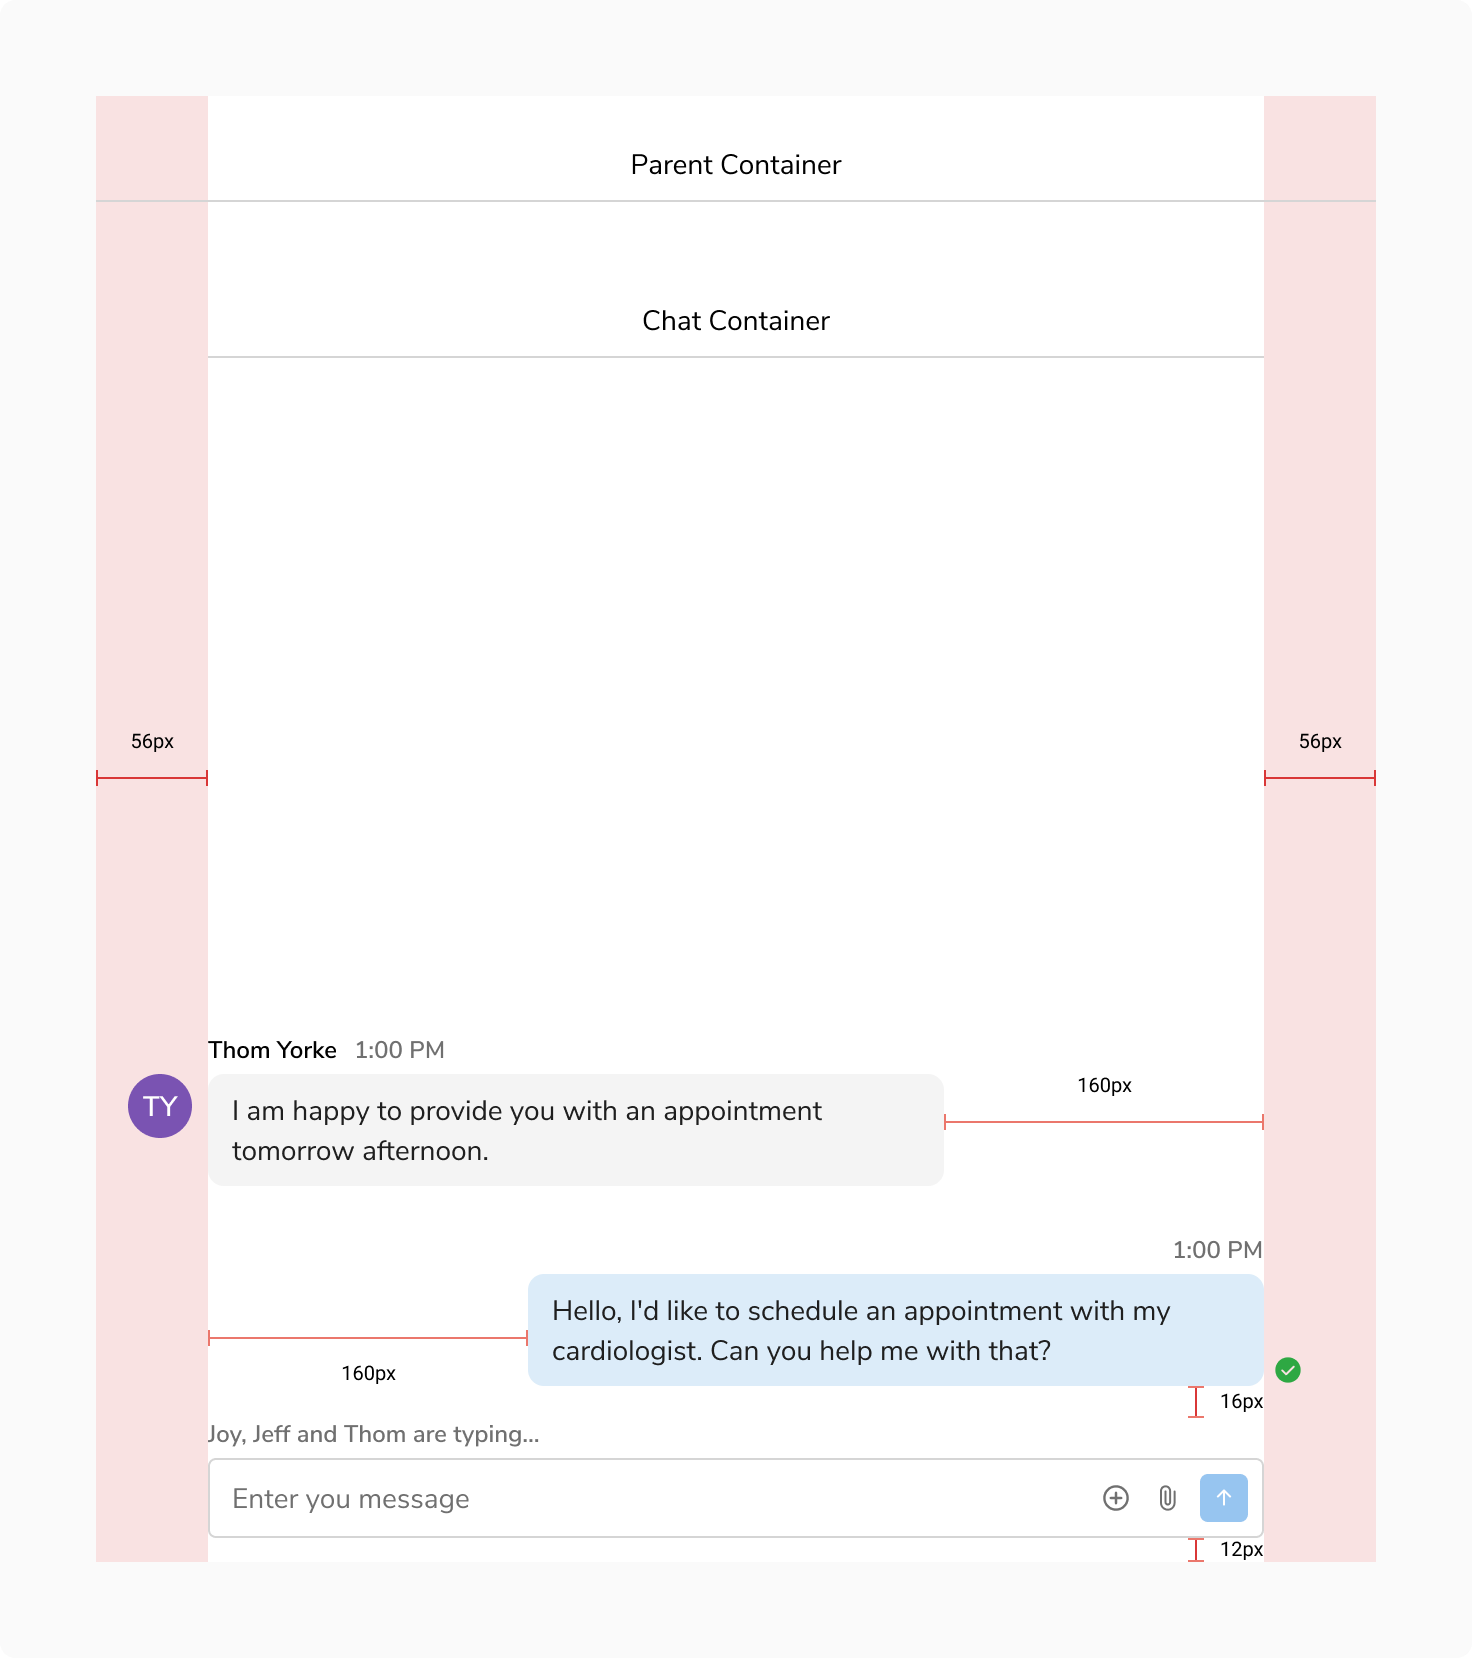 Parent Container
Chat Container
56px
56px
Thom Yorke 1:00 PM
160px
TY
I am happy to provide you with an appointment
tomorrow afternoon.
1:00 PM
Hello, I'd like to schedule an appointment with my
cardiologist. Can you help me with that?
160px
16px
Joy, Jeff and Thom are typing...
Enter you message
12px